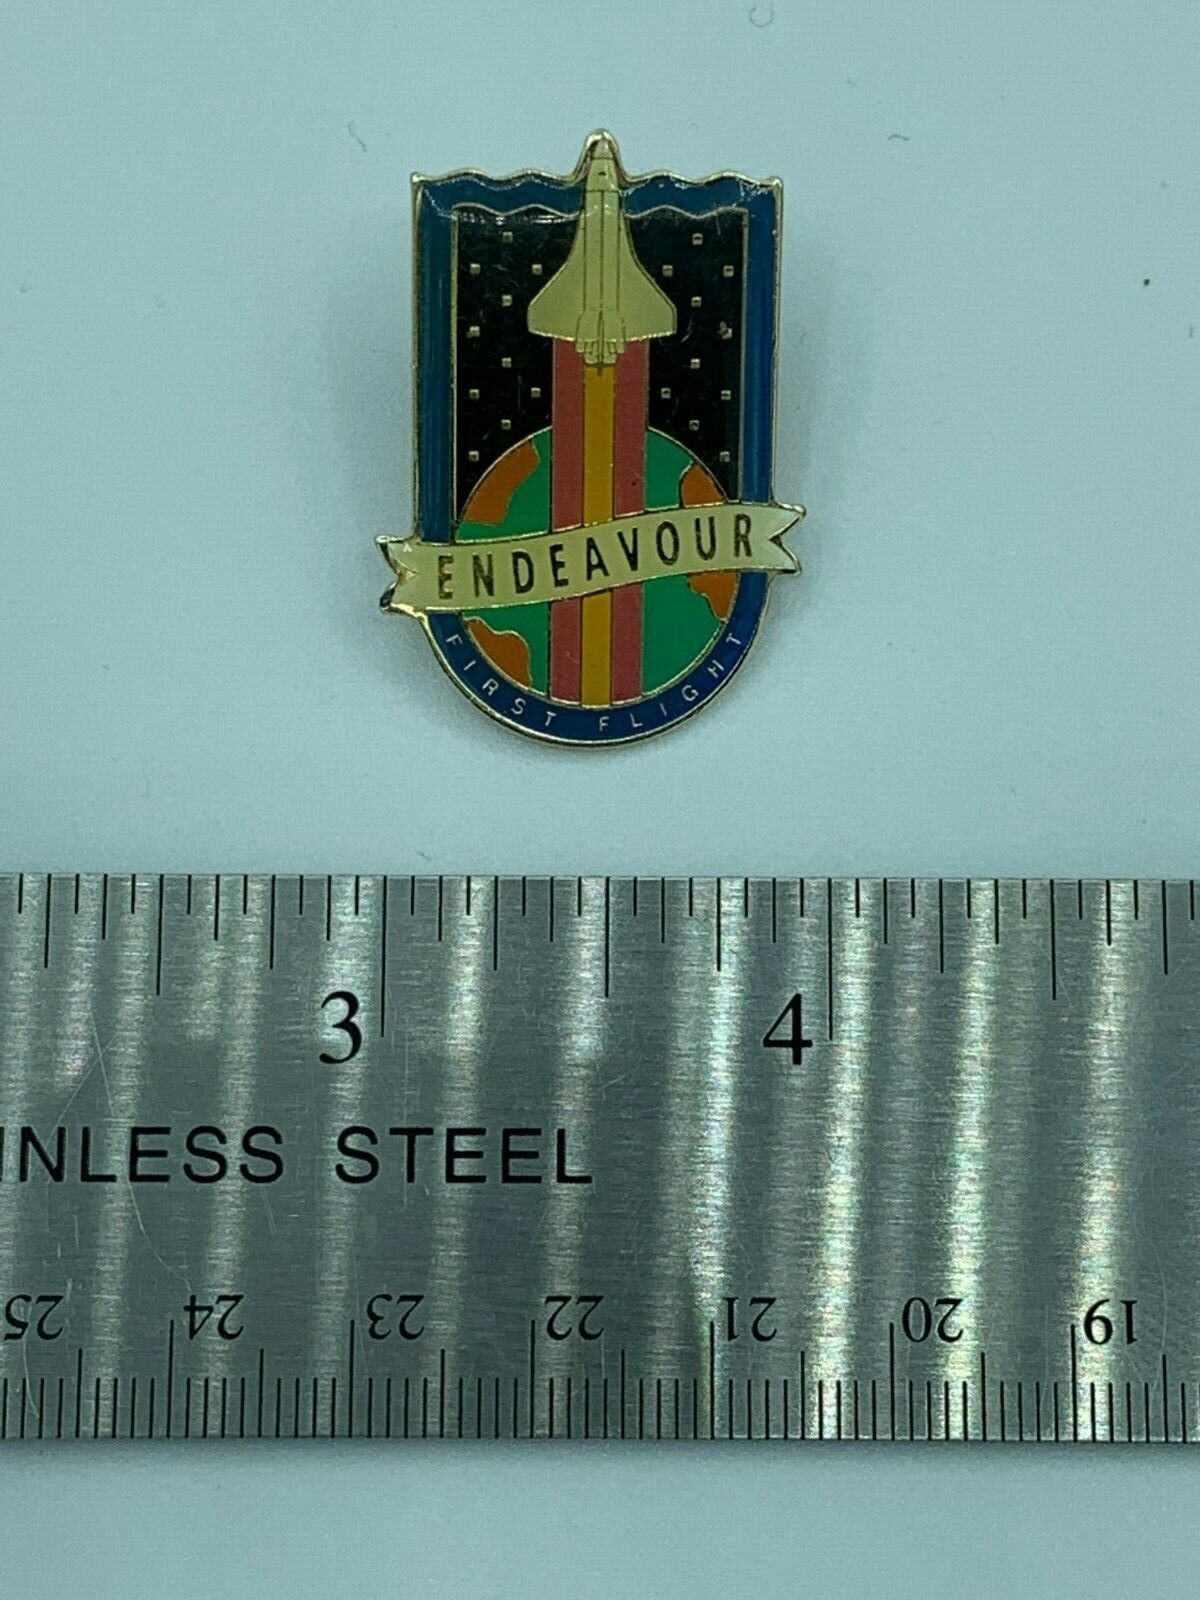 ENDEAVOUR
FIRST FLIGHT
3 4
INLESS STEEL
25 24 23 22 21 20 19